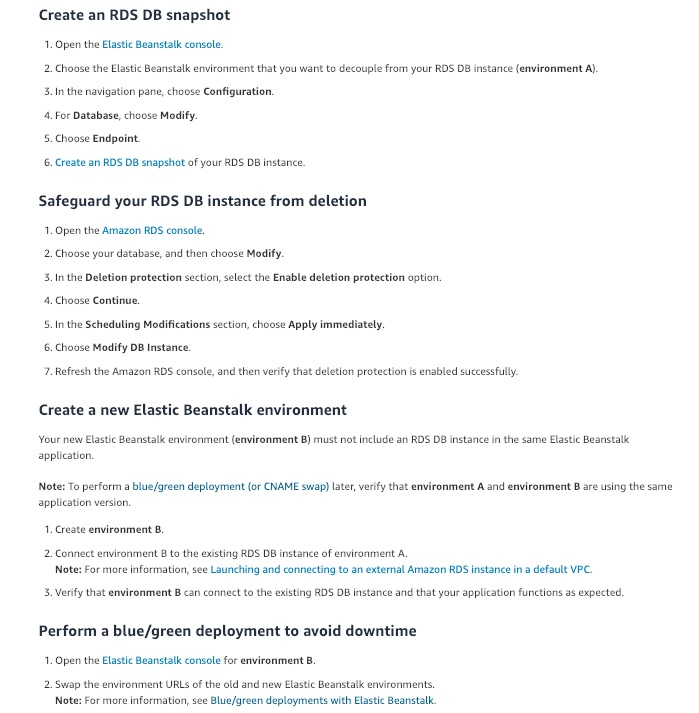 Create an RDS DB snapshot
1. Open the Elastic Beanstalk console.
2. Choose the Elastic Beanstalk environment that you want to decouple from your RDS DB instance (environment A).
3. In the navigation pane, choose Configuration.
4. For Database, choose Modify.
5. Choose Endpoint.
6. Create an RDS DB snapshot of your RDS DB instance.
Safeguard your RDS DB instance from deletion
1. Open the Amazon RDS console.
2. Choose your database, and then choose Modify.
3. In the Deletion protection section, select the Enable deletion protection option.
4. Choose Continue.
5. In the Scheduling Modifications section, choose Apply immediately.
6. Choose Modify DB Instance.
7. Refresh the Amazon RDS console, and then verify that deletion protection is enabled successfully.
Create a new Elastic Beanstalk environment
Your new Elastic Beanstalk environment (environment B) must not include an RDS DB instance in the same Elastic Beanstalk
application.
Note: To perform a blue/green deployment (or CNAME swap) later, verify that environment A and environment B are using the same
application version.
1. Create environment B.
2. Connect environment B to the existing RDS DB instance of environment A.
Note: For more information, see Launching and connecting to an external Amazon RDS instance in a default VPC.
3. Verify that environment B can connect to the existing RDS DB instance and that your application functions as expected.
Perform a blue/green deployment to avoid downtime
1. Open the Elastic Beanstalk console for environment B.
2. Swap the environment URLs of the old and new Elastic Beanstalk environments.
Note: For more information, see Blue/green deployments with Elastic Beanstalk.